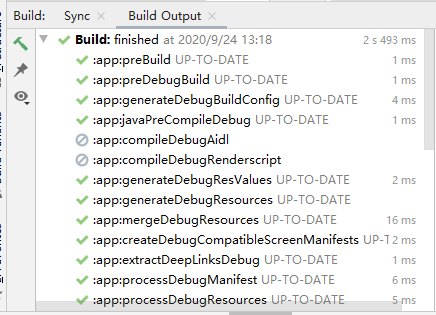 Build: Sync × Build Output ×
Build: finished at 2020/9/24 13:18 2 s 493 ms
:app:preBuild UP-TO-DATE 1 ms
:app:preDebugBuild UP-TO-DATE 1 ms
:app:generateDebugBuildConfig UP-TO-DATE 4 ms
:app:javaPreCompileDebug UP-TO-DATE 1 ms
:app:compileDebugAidl
:app:compileDebugRenderscript
:app:generateDebugResValues UP-TO-DATE 2 ms
:app:generateDebugResources UP-TO-DATE
:app:mergeDebugResources UP-TO-DATE 16 ms
:app:createDebugCompatibleScreenManifests UP-T 2 ms
:app:extractDeepLinksDebug UP-TO-DATE 1 ms
:app:processDebugManifest UP-TO-DATE 6 ms
:app:processDebugResources UP-TO-DATE 5 ms